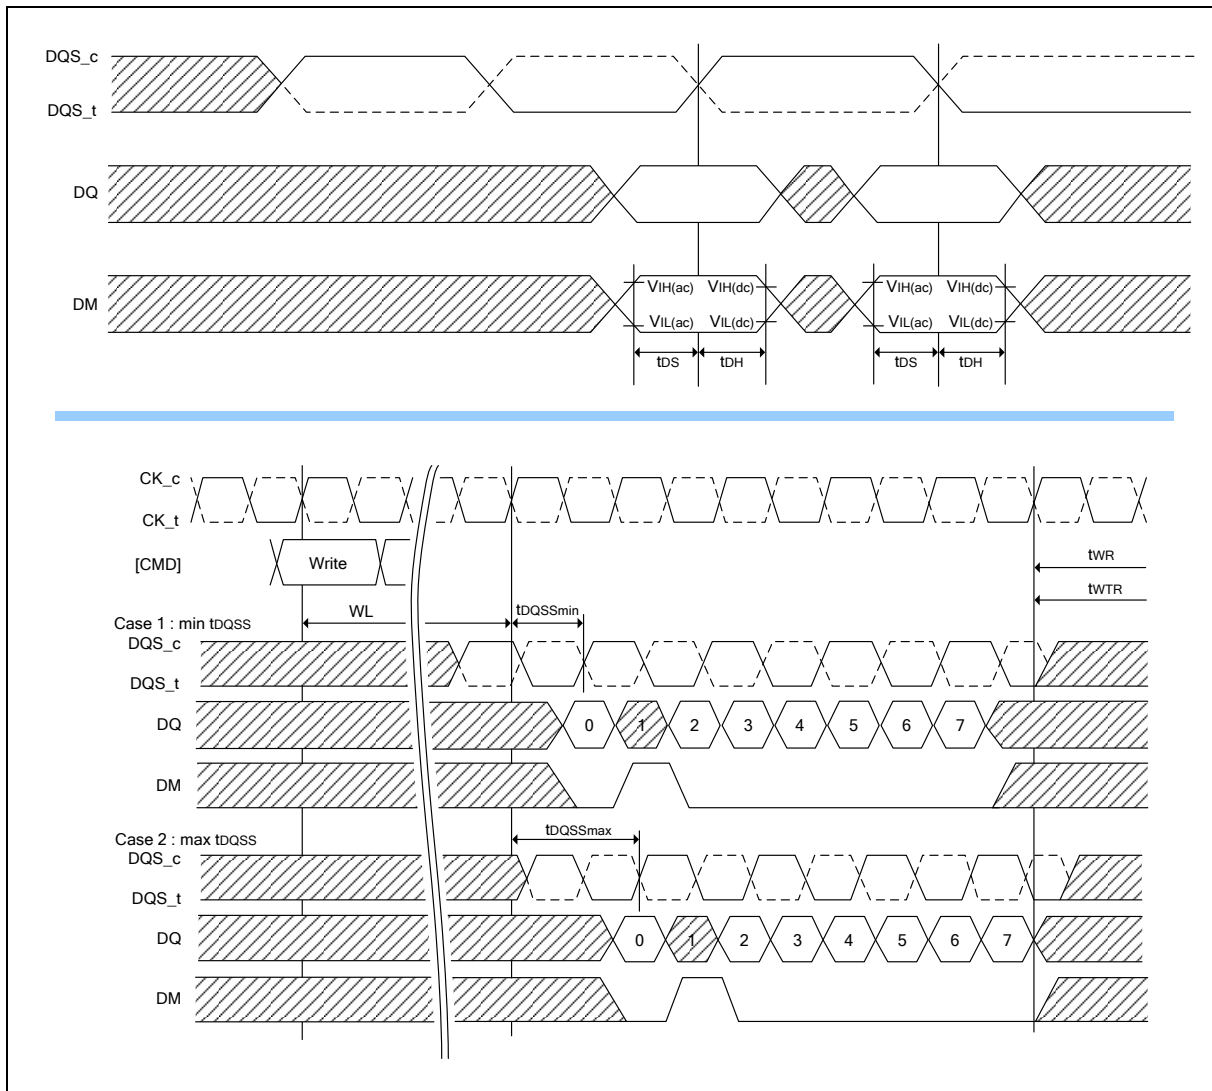 DQS_c
DQS_t
DQ
DM
VIH(ac) VIH(dc) VIH(ac) VIH(dc)
VIL(ac) VIL(dc) VIL(ac) VIL(dc)
tDS tDH tDS tDH
CK_c
CK_t
[CMD] Write tWR
tWTR
WL tDQSSmin
Case 1 : min tDQSS
DQS_c
DQS_t
DQ 0 1 2 3 4 5 6 7
DM
tDQSSmax
Case 2 : max tDQSS
DQS_c
DQS_t
DQ 0 1 2 3 4 5 6 7
DM